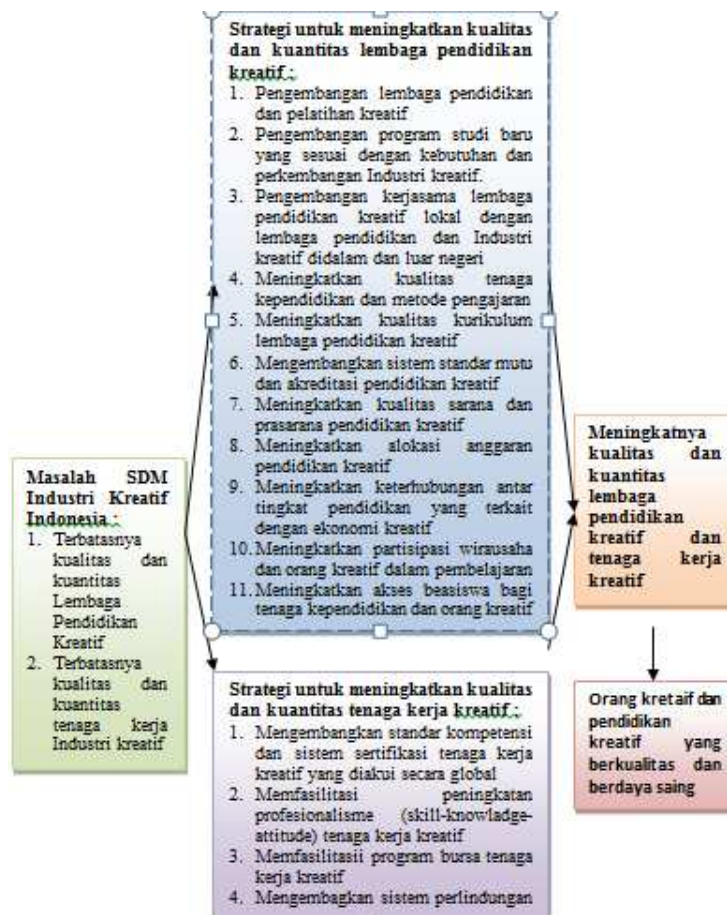 Strategi untuk meningkatkan kualitas
dan kuantitas lembaga pendidikan
kreatif :
1. Pengembangan lembaga pendidikan
dan pelatihan kreatif
2. Pengembangan program studi baru
yang sesuai dengan kebutuhan dan
perkembangan Industri kreatif.
3. Pengembangan kerjasama lembaga
pendidikan kreatif lokal dengan
lembaga pendidikan dan Industri
kreatif didalam dan luar negeri
4. Meningkatkan kualitas tenaga
kependidikan dan metode pengajaran
5. Meningkatkan kualitas kurikulum
lembaga pendidikan kreatif
6. Mengembangkan sistem standar mutu
dan akreditasi pendidikan kreatif
7. Meningkatkan kualitas sarana dan
prasarana pendidikan kreatif
8. Meningkatkan alokasi anggaran
pendidikan kreatif
9. Meningkatkan keterhubungan antar
tingkat pendidikan yang terkait
dengan ekonomi kreatif
10. Meningkatkan partisipasi wirausaha
dan orang kreatif dalam pembelajaran
11. Meningkatkan akses beasiswa bagi
tenaga kependidikan dan orang kreatif
Masalah SDM
Industri Kreatif
Indonesia :
1. Terbatasnya
kualitas dan
kuantitas
Lembaga
Pendidikan
Kreatif
2. Terbatasnya
kualitas dan
kuantitas
tenaga kerja
Industri kreatif
Strategi untuk meningkatkan kualitas
dan kuantitas tenaga kerja kreatif :
1. Mengembangkan standar kompetensi
dan sistem sertifikasi tenaga kerja
kreatif yang diakui secara global
2. Memfasilitasi peningkatan
profesionalisme (skill-knowladge-
attitude) tenaga kerja kreatif
3. Memfasilitasii program bursa tenaga
kerja kreatif
4. Mengembagkan sistem perlindungan
Meningkatnya
kualitas dan
kuantitas
lembaga
pendidikan
kreatif dan
tenaga kerja
kreatif
Orang kretaif dan
pendidikan
kreatif yang
berkualitas dan
berdaya saing